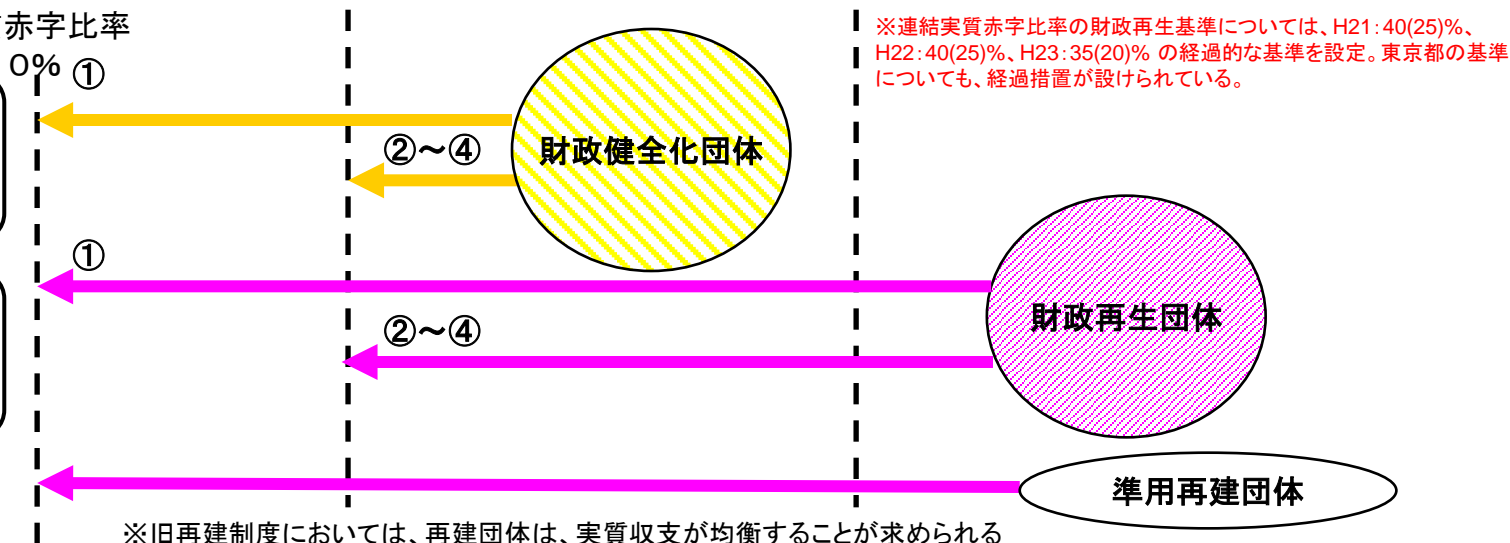 赤字比率
0%
①
②～④
財政健全化団体
※連結実質赤字比率の財政再生基準については、H21：40(25)%、
H22：40(25)%、H23：35(20)% の経過的な基準を設定。東京都の基準
についても、経過措置が設けられている。
①
②～④
財政再生団体
準用再建団体
※旧再建制度においては、再建団体は、実質収支が均衡することが求められる